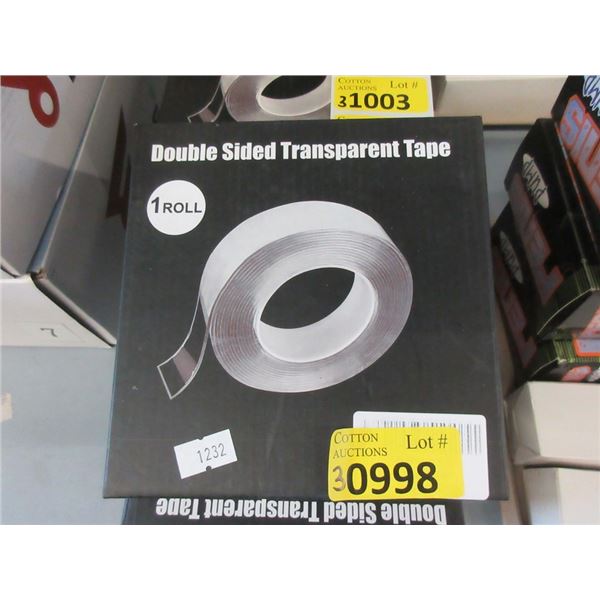 COTTON
AUCTIONS
Lot #
31003
Double Sided Transparent Tape
1 ROLL
1232
COTTON
AUCTIONS
Lot #
30998
Double Sided Transparent Tape
7